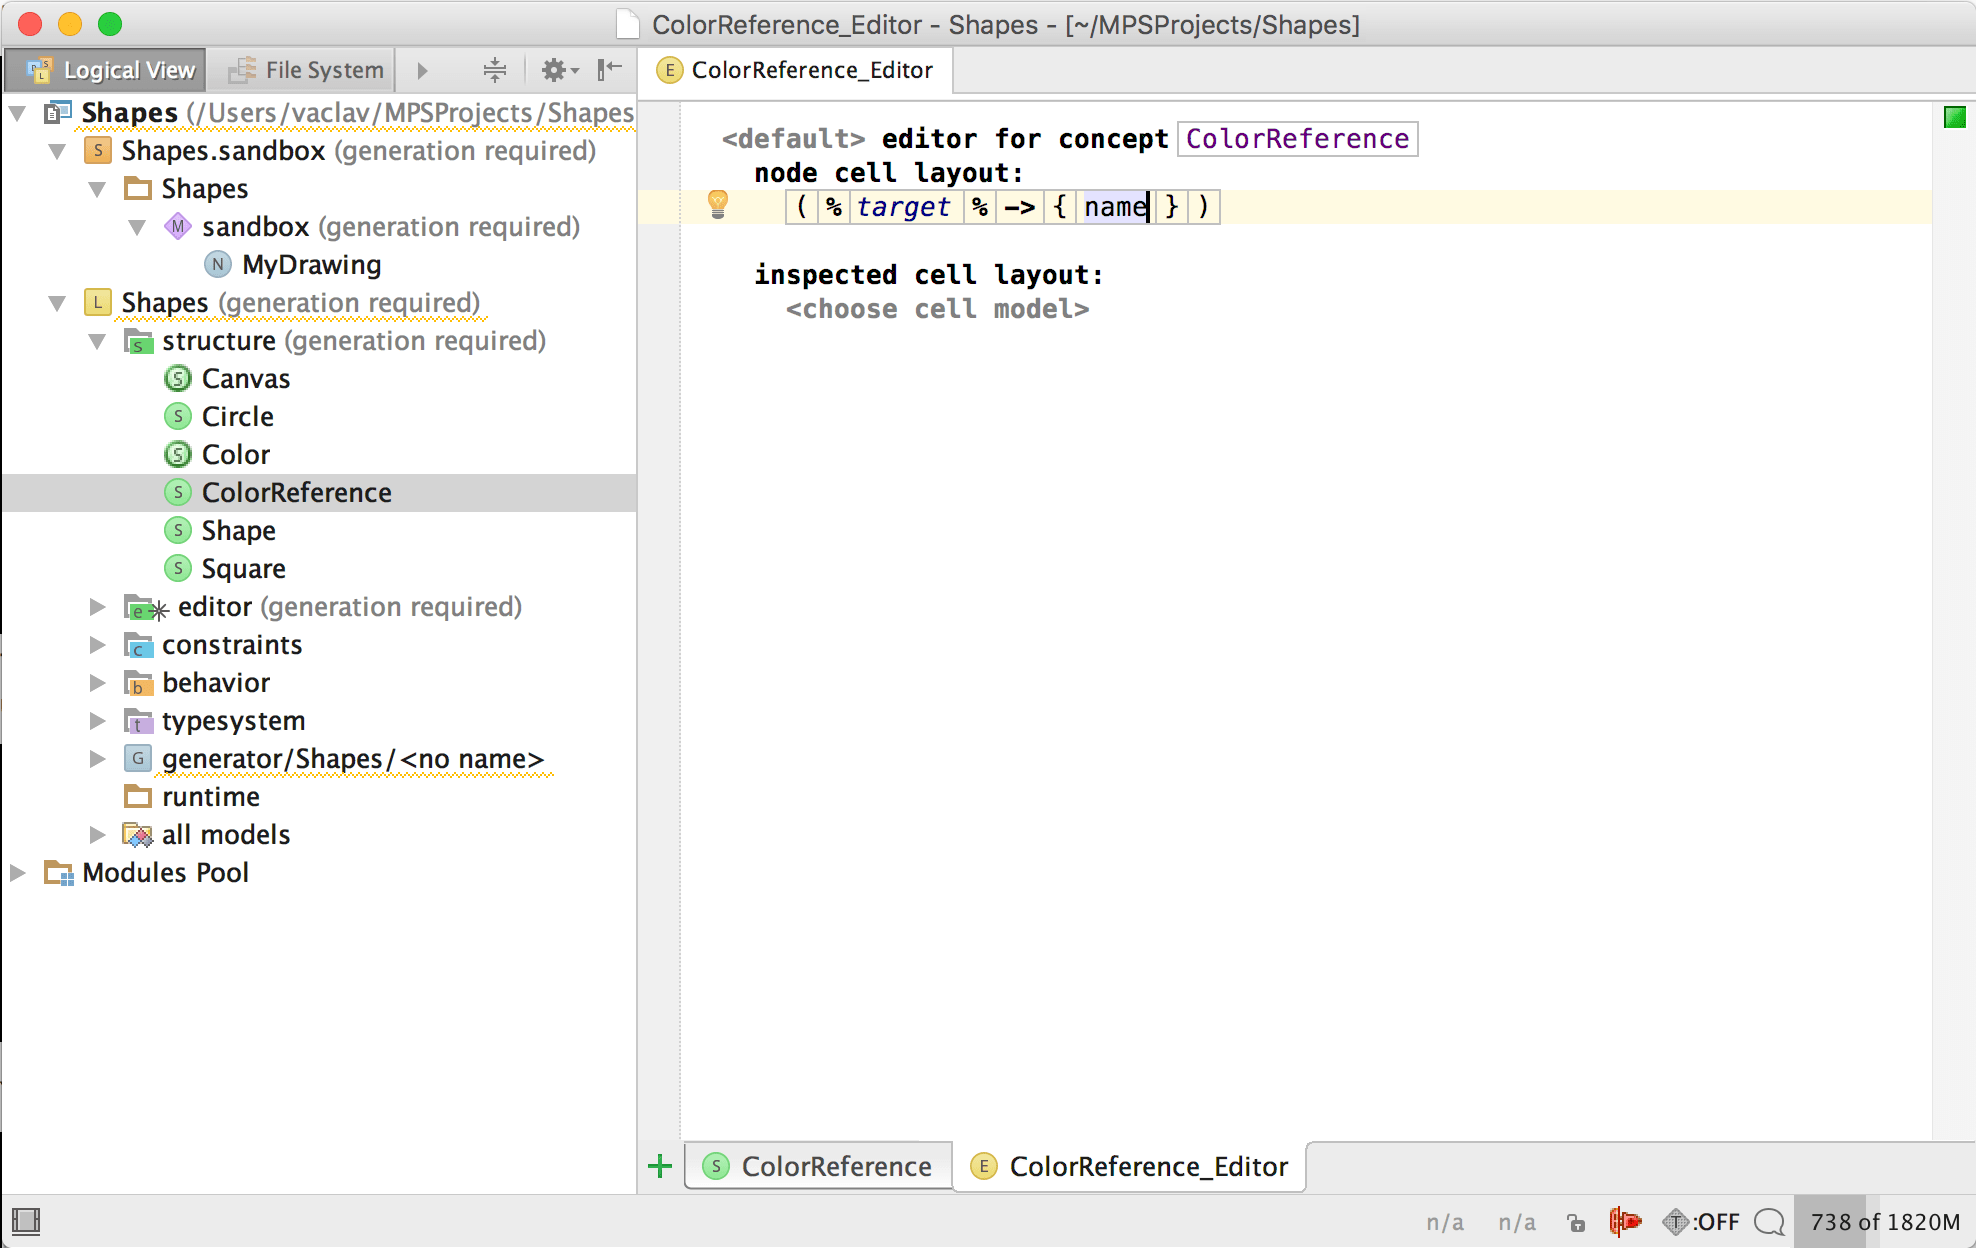 ColorReference_Editor - Shapes - [~/MPSProjects/Shapes]
Logical View
File System
E ColorReference_Editor
Shapes (/Users/vaclav/MPSProjects/Shapes
S Shapes.sandbox (generation required)
Shapes
M sandbox (generation required)
N MyDrawing
L Shapes (generation required)
s structure (generation required)
S Canvas
S Circle
S Color
S ColorReference
S Shape
S Square
e editor (generation required)
c constraints
b behavior
t typesystem
G generator/Shapes/<no name>
runtime
all models
Modules Pool
<default> editor for concept ColorReference
node cell layout:
( % target % -> { name } )
inspected cell layout:
<choose cell model>
+ S ColorReference
E ColorReference_Editor
n/a n/a T :OFF 738 of 1820M